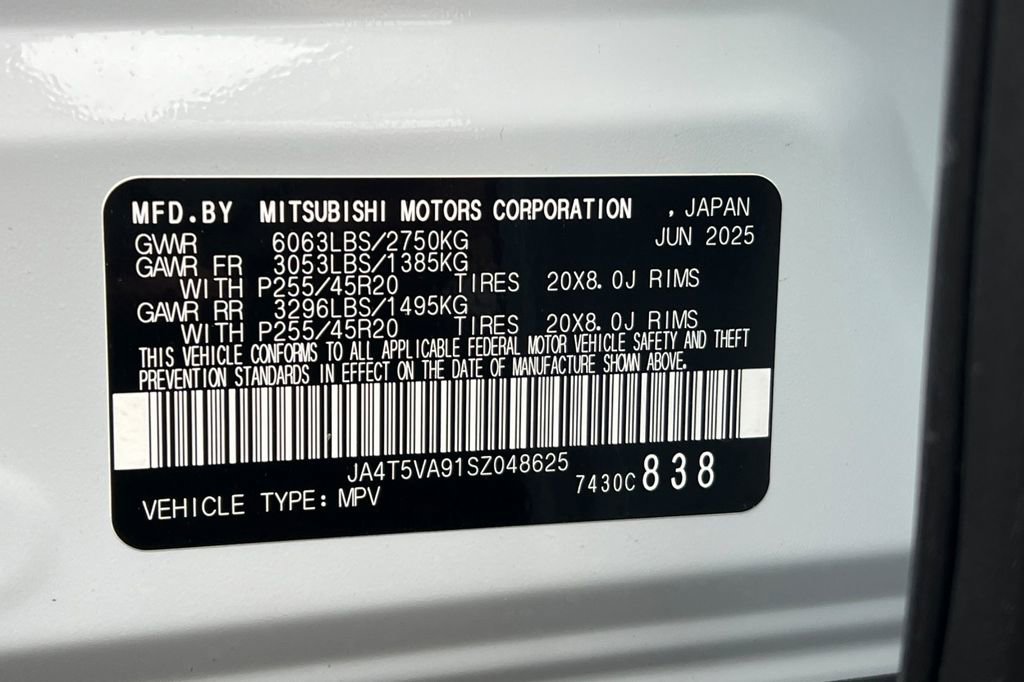 MFD.BY MITSUBISHI MOTORS CORPORATION , JAPAN
GVWR 6063LBS/2750KG JUN 2025
GAWR FR 3053LBS/1385KG
WITH P255/45R20 TIRES 20X8.0J RIMS
GAWR RR 3296LBS/1495KG
WITH P255/45R20 TIRES 20X8.0J RIMS
THIS VEHICLE CONFORMS TO ALL APPLICABLE FEDERAL MOTOR VEHICLE SAFETY AND THEFT
PREVENTION STANDARDS IN EFFECT ON THE DATE OF MANUFACTURE SHOWN ABOVE.
JA4T5VA91SZ048625
7430C 838
VEHICLE TYPE: MPV